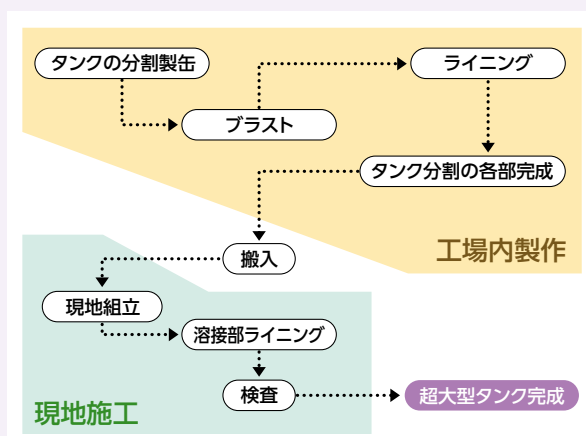 タンクの分割製缶
ライニング
ブラスト
タンク分割の各部完成
工場内製作
搬入
現地組立
溶接部ライニング
検査
超大型タンク完成
現地施工